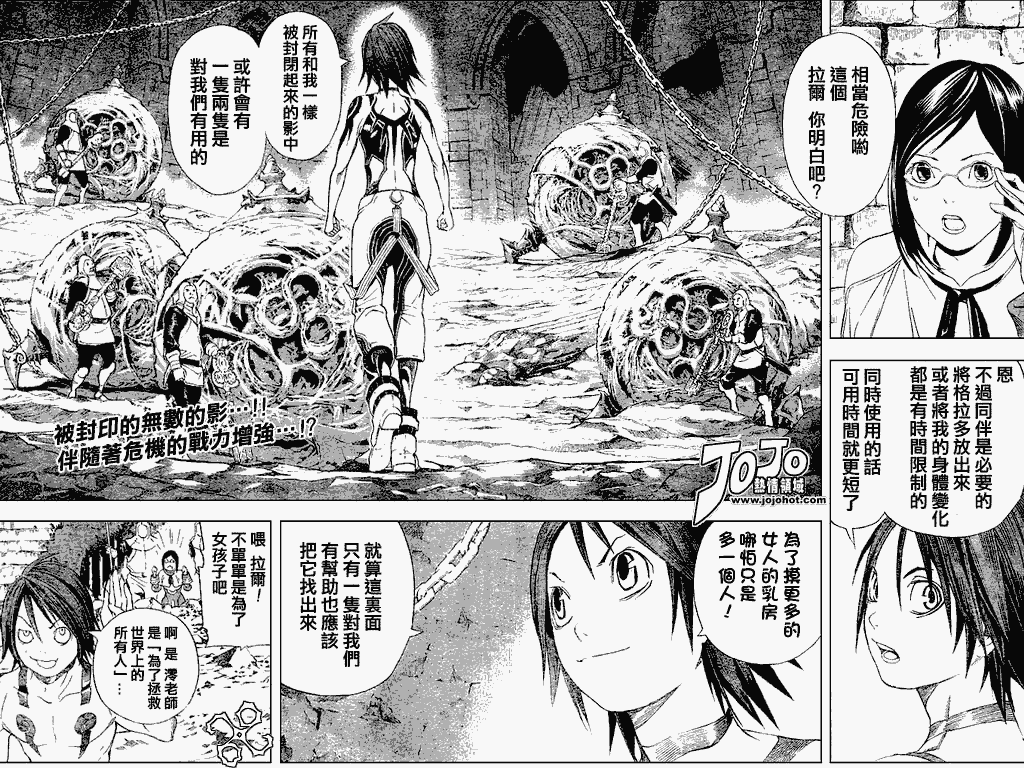 相當危險喲
這個
拉爾 你明白吧？
恩
不過同伴是必要的
將格拉多放出來
或者將我的身體變化
都是有時間限制的
同時使用的話
可用時間就更短了
所有和我一樣
被封閉起來的影中
或許會有
一隻兩隻是
對我們有用的
被封印的無數的影…!!
伴隨著危機的戰力增強…!?
JOJO
熱情領域
www.jojohot.com
為了摸更多的
女人的乳房
哪怕只是
多一個人！
就算這裏面
只有一隻對我們
有幫助也應該
把它找出來
喂 拉爾！
不單單是為了
女孩子吧
啊 是 澪老師
是「為了拯救
世界上的
所有人」…